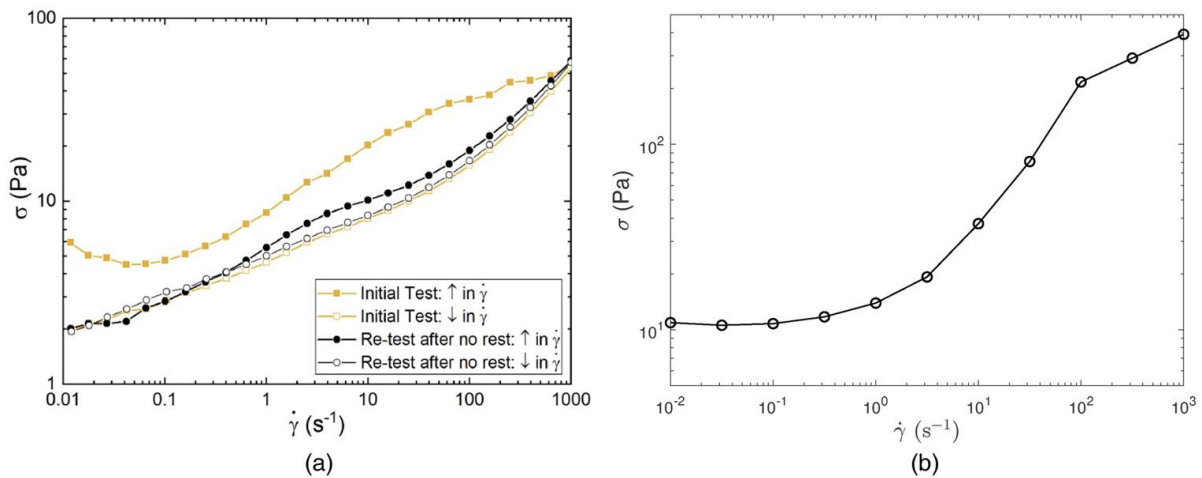 100
10
1
σ (Pa)
Initial Test: ↑ in γ̇
Initial Test: ↓ in γ̇
Re-test after no rest: ↑ in γ̇
Re-test after no rest: ↓ in γ̇
0.01 0.1 1 10 100 1000
γ̇ (s⁻¹)
(a)
10²
10¹
σ (Pa)
10⁻² 10⁻¹ 10⁰ 10¹ 10² 10³
γ̇ (s⁻¹)
(b)